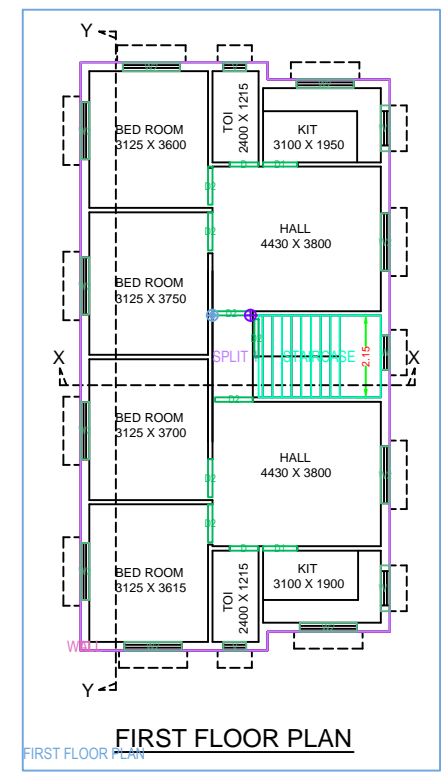 Y
BED ROOM
3125 X 3600
TOI
2400 X 1215
KIT
3100 X 1950
D
D1
D2
D2
HALL
4430 X 3800
BED ROOM
3125 X 3750
D2
D2
SPLIT
STAIRCASE
2.15
X
X
D2
BED ROOM
3125 X 3700
HALL
4430 X 3800
D2
D2
D
D1
BED ROOM
3125 X 3615
TOI
2400 X 1215
KIT
3100 X 1900
WALL
Y
FIRST FLOOR PLAN
FIRST FLOOR PLAN